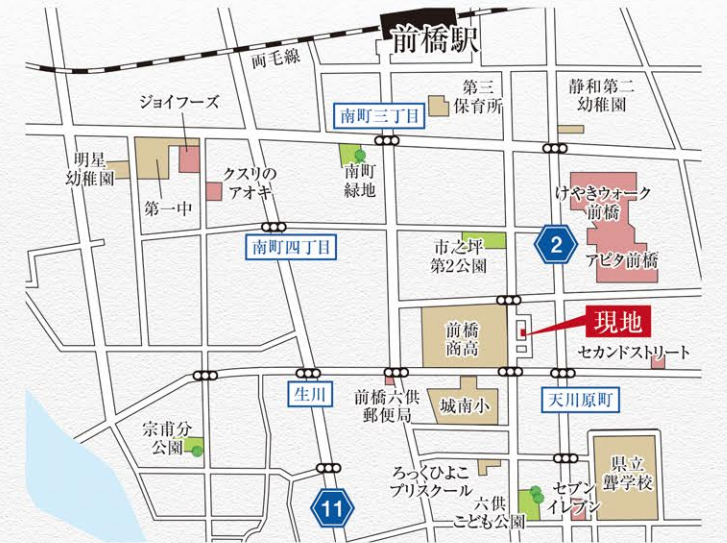 前橋駅
両毛線
ジョイフーズ
第三
保育所
静和第二
幼稚園
南町三丁目
明星
幼稚園
クスリの
アオキ
第一中
南町
緑地
けやきウォーク
前橋
南町四丁目
市之坪
第2公園
2
アピタ前橋
前橋
商高
現地
セカンドストリート
生川
前橋六供
郵便局
城南小
天川原町
宗甫分
公園
ろっくひよこ
プリスクール
六供
こども公園
セブン
イレブン
県立
聾学校
11